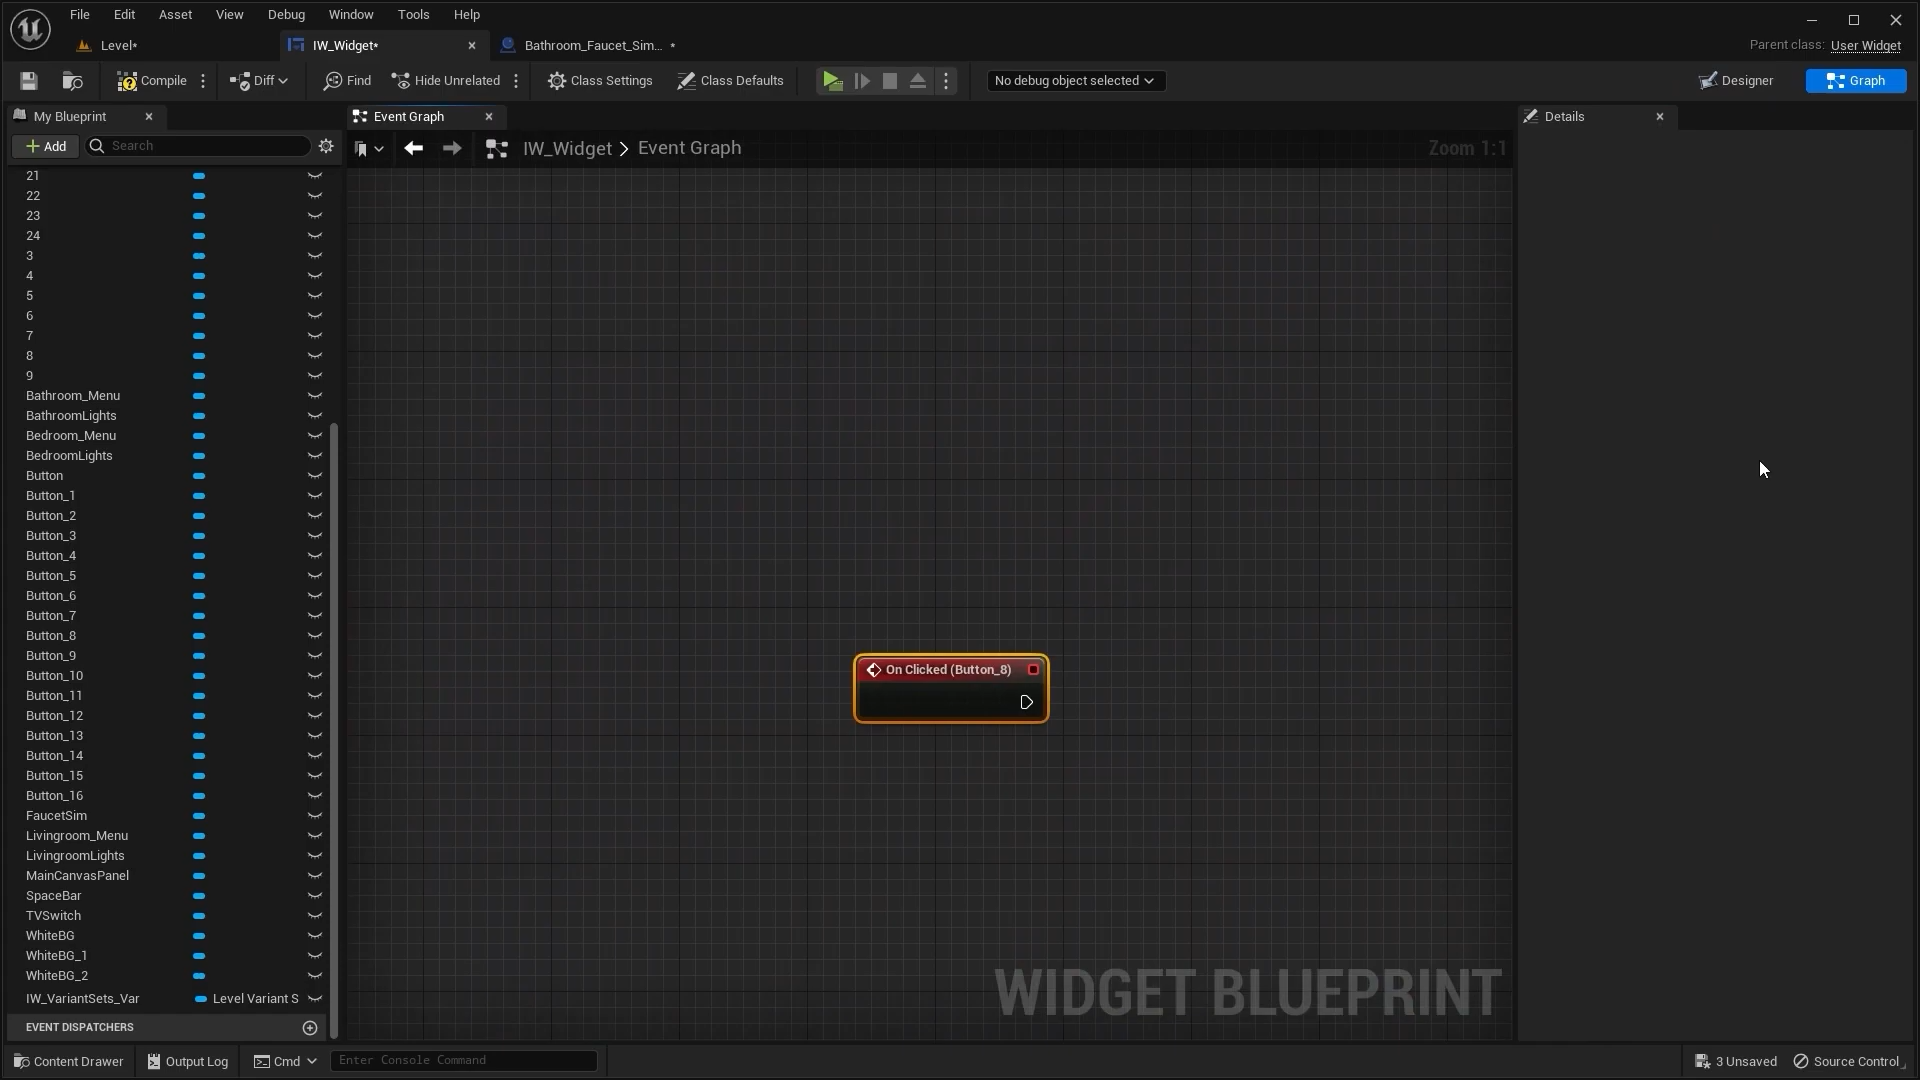 File Edit Asset View Debug Window Tools Help
Level*
IW_Widget*
Bathroom_Faucet_Sim... *
Parent class: User Widget
Compile
Diff
Find
Hide Unrelated
Class Settings
Class Defaults
No debug object selected
Designer
Graph
My Blueprint
Event Graph
Details
Add
Search
IW_Widget > Event Graph
Zoom 1:1
21
22
23
24
3
4
5
6
7
8
9
Bathroom_Menu
BathroomLights
Bedroom_Menu
BedroomLights
Button
Button_1
Button_2
Button_3
Button_4
Button_5
Button_6
Button_7
Button_8
Button_9
Button_10
Button_11
Button_12
Button_13
Button_14
Button_15
Button_16
FaucetSim
Livingroom_Menu
LivingroomLights
MainCanvasPanel
SpaceBar
TVSwitch
WhiteBG
WhiteBG_1
WhiteBG_2
IW_VariantSets_Var Level Variant S
EVENT DISPATCHERS
On Clicked (Button_8)
WIDGET BLUEPRINT
Content Drawer
Output Log
Cmd
Enter Console Command
3 Unsaved
Source Control